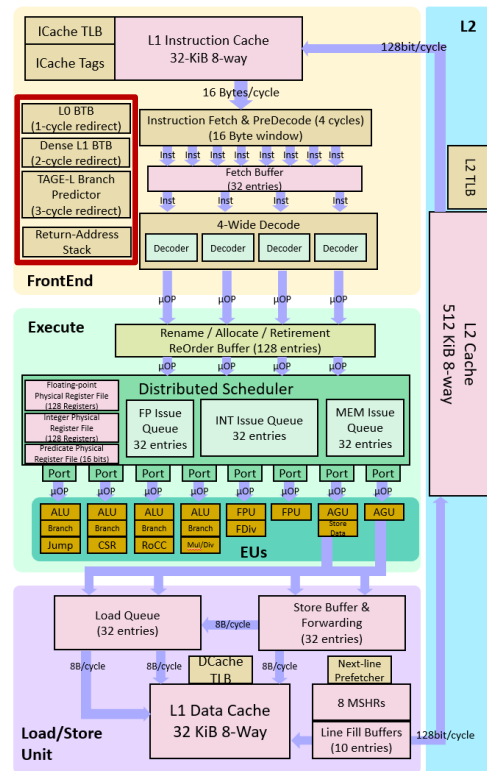 ICache TLB
ICache Tags
L1 Instruction Cache
32-KiB 8-way
128bit/cycle
L2
16 Bytes/cycle
L0 BTB
(1-cycle redirect)
Dense L1 BTB
(2-cycle redirect)
TAGE-L Branch
Predictor
(3-cycle redirect)
Return-Address
Stack
Instruction Fetch & PreDecode (4 cycles)
(16 Byte window)
Inst Inst Inst Inst Inst Inst Inst Inst
Fetch Buffer
(32 entries)
Inst Inst Inst Inst
4-Wide Decode
Decoder Decoder Decoder Decoder
FrontEnd
L2 TLB
L2 Cache
512 KiB 8-way
µOP µOP µOP µOP
Execute
Rename / Allocate / Retirement
ReOrder Buffer (128 entries)
µOP µOP µOP µOP
Distributed Scheduler
Floating-point
Physical Register File
(128 Registers)
Integer Physical
Register File
(128 Registers)
Predicate Physical
Register File (16 bits)
FP Issue
Queue
32 entries
INT Issue Queue
32 entries
MEM Issue
Queue
32 entries
Port Port Port Port Port Port Port Port
µOP µOP µOP µOP µOP µOP µOP µOP
ALU ALU ALU ALU FPU FPU AGU AGU
Branch Branch Branch Branch FDiv Store
Data
Jump CSR RoCC Mul/Div
EUs
Load Queue
(32 entries)
8B/cycle
Store Buffer &
Forwarding
(32 entries)
8B/cycle 8B/cycle 8B/cycle
DCache
TLB
Next-line
Prefetcher
L1 Data Cache
32 KiB 8-Way
8 MSHRs
Line Fill Buffers
(10 entries)
128bit/cycle
Load/Store
Unit